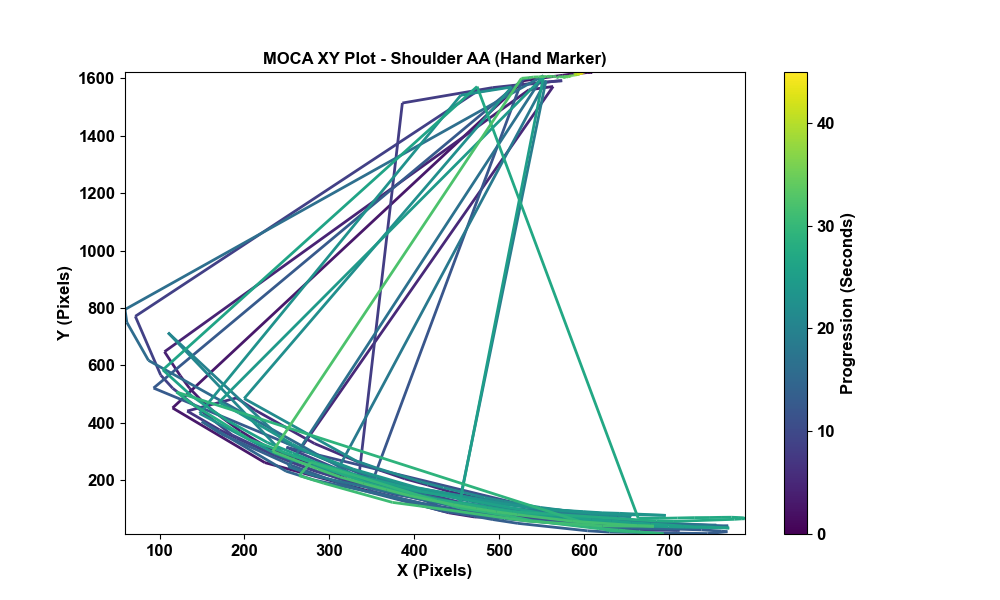 MOCA XY Plot - Shoulder AA (Hand Marker)
1600
1400
1200
1000
800
600
400
200
Y (Pixels)
100 200 300 400 500 600 700
X (Pixels)
40
30
20
10
0
Progression (Seconds)